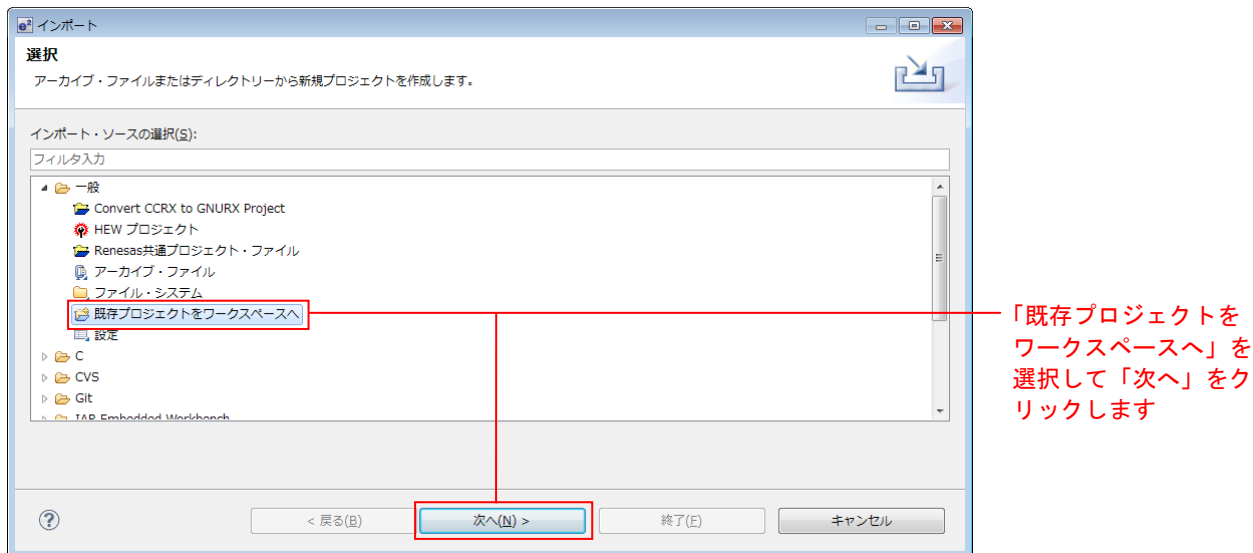 e² インポート
選択
アーカイブ・ファイルまたはディレクトリーから新規プロジェクトを作成します。
インポート・ソースの選択(S):
フィルタ入力
一般
Convert CCRX to GNURX Project
HEW プロジェクト
Renesas共通プロジェクト・ファイル
アーカイブ・ファイル
ファイル・システム
既存プロジェクトをワークスペースへ
設定
C
CVS
Git
IAR Embedded Workbench
「既存プロジェクトを
ワークスペースへ」を
選択して「次へ」をク
リックします
? < 戻る(B) 次へ(N) > 終了(F) キャンセル